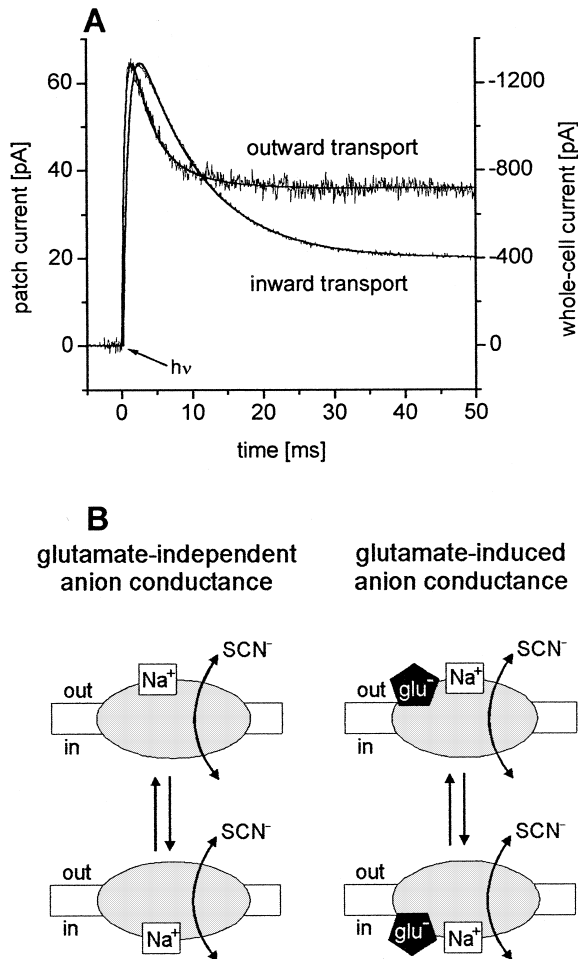 A
patch current [pA]
60
40
20
0
whole-cell current [pA]
-1200
-800
-400
0
outward transport
inward transport
hν
0
10
20
30
40
50
time [ms]
B
glutamate-independent
anion conductance
glutamate-induced
anion conductance
SCN⁻
Na⁺
out
in
SCN⁻
glu⁻
Na⁺
out
in
SCN⁻
out
in
Na⁺
SCN⁻
out
in
glu⁻
Na⁺